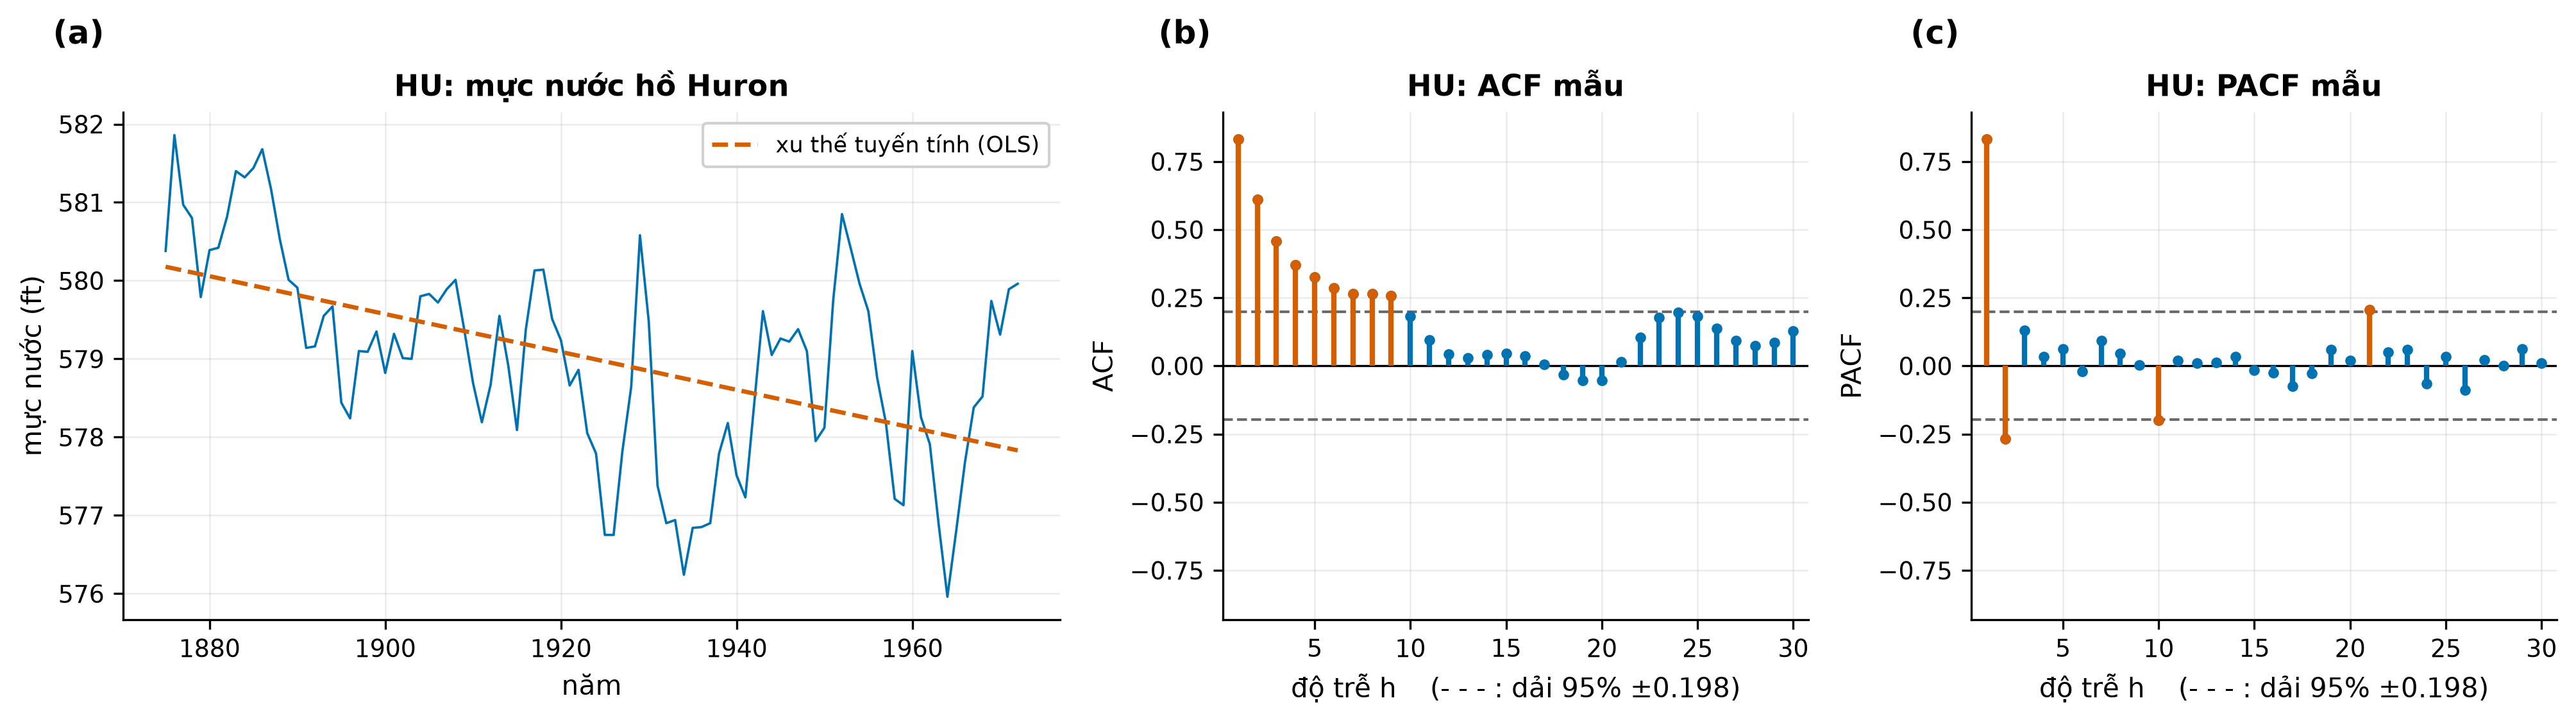 (a)
HU: mực nước hồ Huron
xu thế tuyến tính (OLS)
mực nước (ft)
582
581
580
579
578
577
576
1880
1900
1920
1940
1960
năm
(b)
HU: ACF mẫu
ACF
0.75
0.50
0.25
0.00
−0.25
−0.50
−0.75
5
10
15
20
25
30
độ trễ h (- - - : dải 95% ±0.198)
(c)
HU: PACF mẫu
PACF
0.75
0.50
0.25
0.00
−0.25
−0.50
−0.75
5
10
15
20
25
30
độ trễ h (- - - : dải 95% ±0.198)